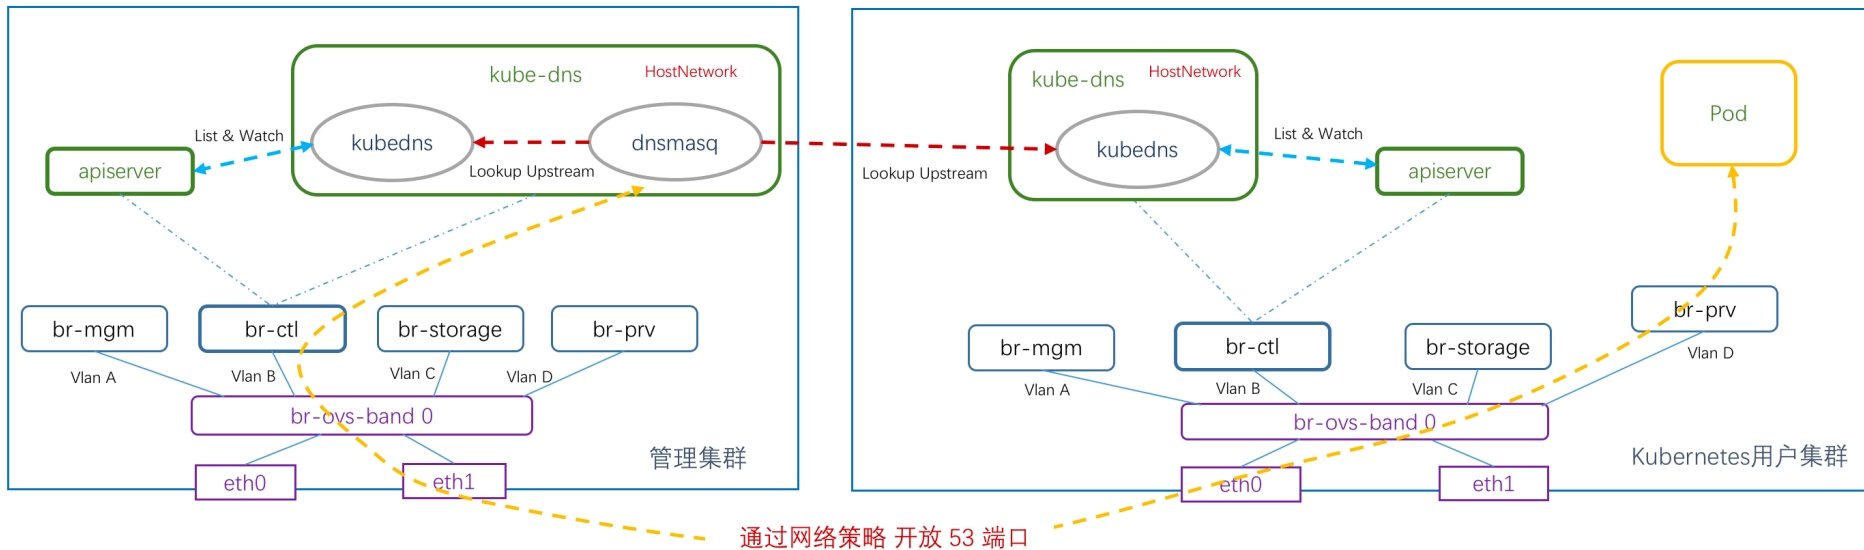 kube-dns
HostNetwork
List & Watch
kubedns
dnsmasq
apiserver
Lookup Upstream
br-mgm
br-ctl
br-storage
br-prv
Vlan A
Vlan B
Vlan C
Vlan D
br-ovs-band 0
管理集群
eth0
eth1
kube-dns
HostNetwork
Pod
kubedns
List & Watch
Lookup Upstream
apiserver
br-prv
br-mgm
br-ctl
br-storage
Vlan D
Vlan A
Vlan B
Vlan C
br-ovs-band 0
Kubernetes用户集群
eth0
eth1
通过网络策略 开放 53 端口